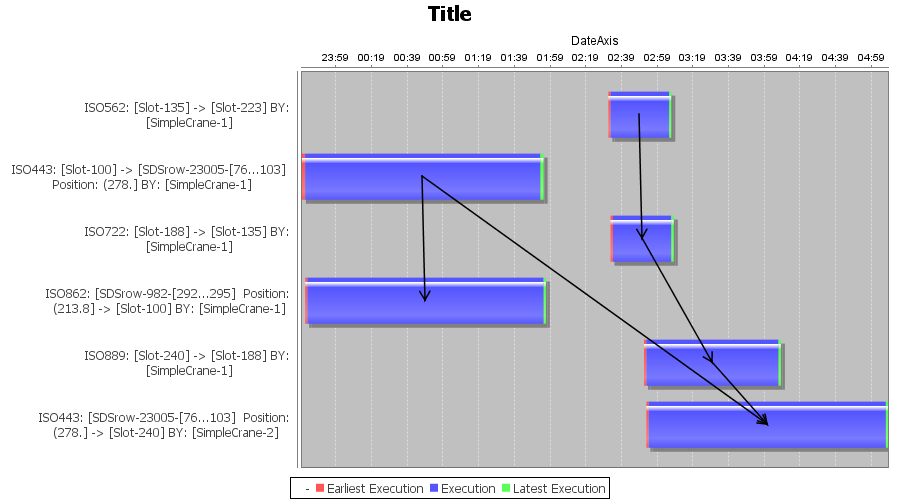 Title
DateAxis
23:59 00:19 00:39 00:59 01:19 01:39 01:59 02:19 02:39 02:59 03:19 03:39 03:59 04:19 04:39 04:59
ISO562: [Slot-135] -> [Slot-223] BY:
[SimpleCrane-1]
ISO443: [Slot-100] -> [SDSrow-23005-[76...103]
Position: (278.] BY: [SimpleCrane-1]
ISO722: [Slot-188] -> [Slot-135] BY:
[SimpleCrane-1]
ISO862: [SDSrow-982-[292...295] Position:
(213.8] -> [Slot-100] BY: [SimpleCrane-1]
ISO889: [Slot-240] -> [Slot-188] BY:
[SimpleCrane-1]
ISO443: [SDSrow-23005-[76...103] Position:
(278.] -> [Slot-240] BY: [SimpleCrane-2]
- Earliest Execution Execution Latest Execution